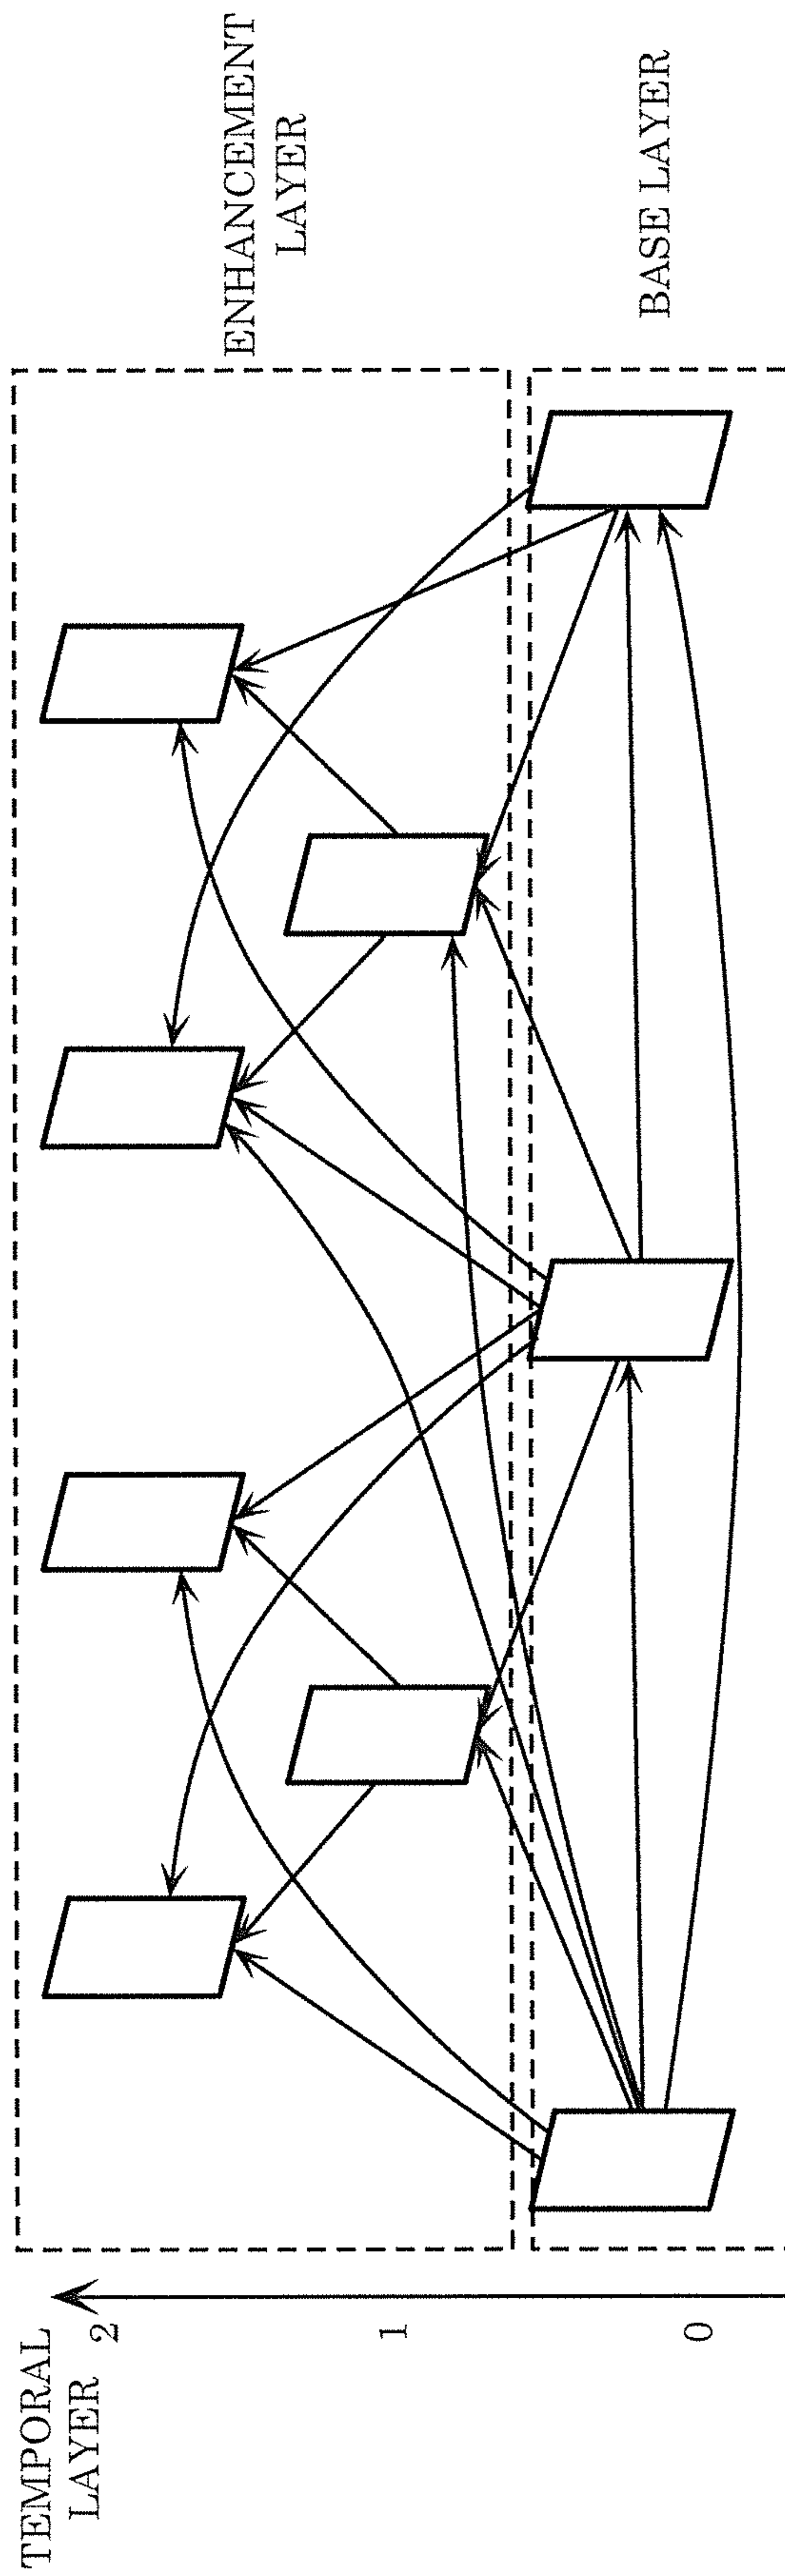 TEMPORAL
LAYER
2
1
0
ENHANCEMENT
LAYER
BASE LAYER